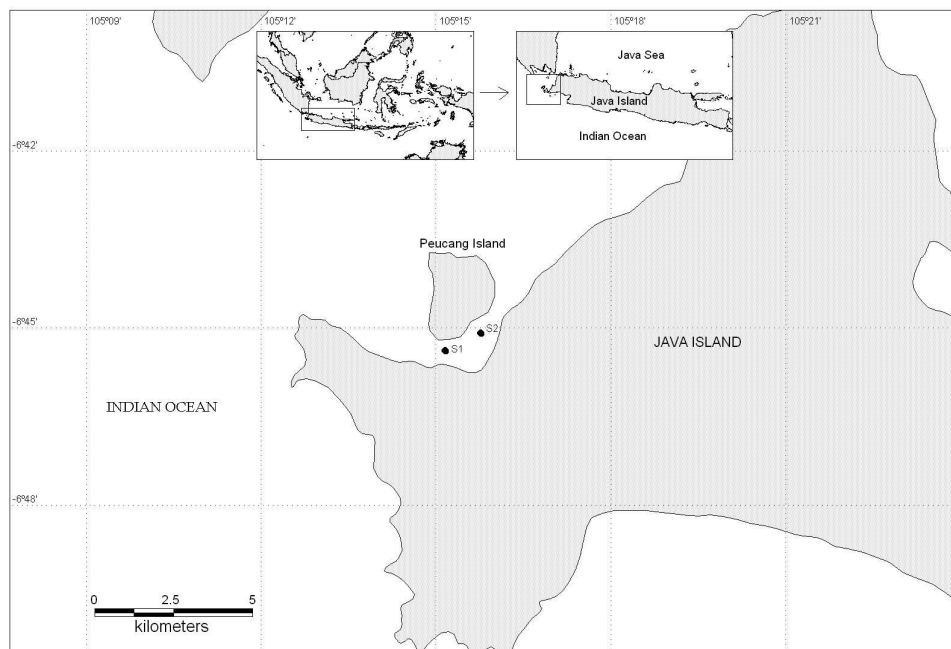 105º09'
105º12'
105º15'
105º18'
105º21'
Java Sea
Java Island
Indian Ocean
-6º42'
Peucang Island
-6º45'
S2
S1
JAVA ISLAND
INDIAN OCEAN
-6º48'
0 2.5 5
kilometers